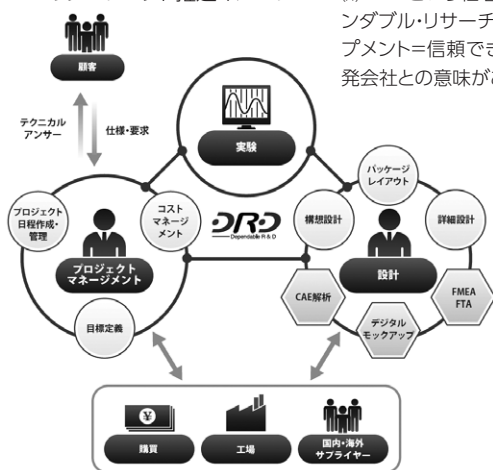 ンダブル・リサーチ
プメント=信頼でき
発会社との意味が
顧客
テクニカル
アンサー
仕様・要求
実験
パッケージ
レイアウト
プロジェクト
日程作成・
管理
コスト
マネージ
メント
DRD
Dependable R & D
構想設計
詳細設計
プロジェクト
マネージメント
設計
CAE解析
FMEA
FTA
目標定義
デジタル
モックアップ
購買
工場
国内・海外
サプライヤー